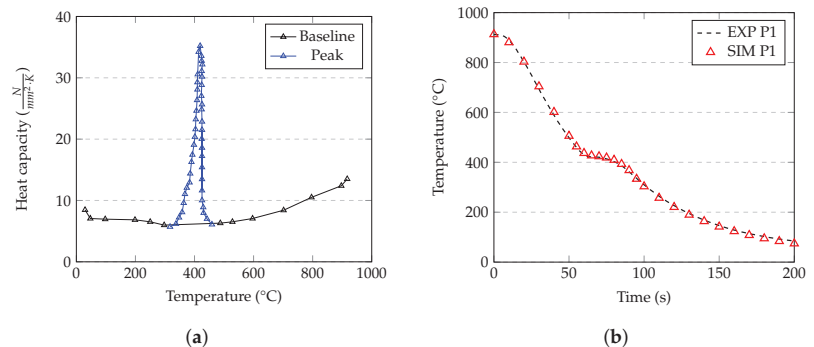 Baseline
Peak
Heat capacity (N/mm²·K)
40
30
20
10
0
0
200
400
600
800
1000
Temperature (°C)
(a)
EXP P1
SIM P1
Temperature (°C)
1000
800
600
400
200
0
0
50
100
150
200
Time (s)
(b)